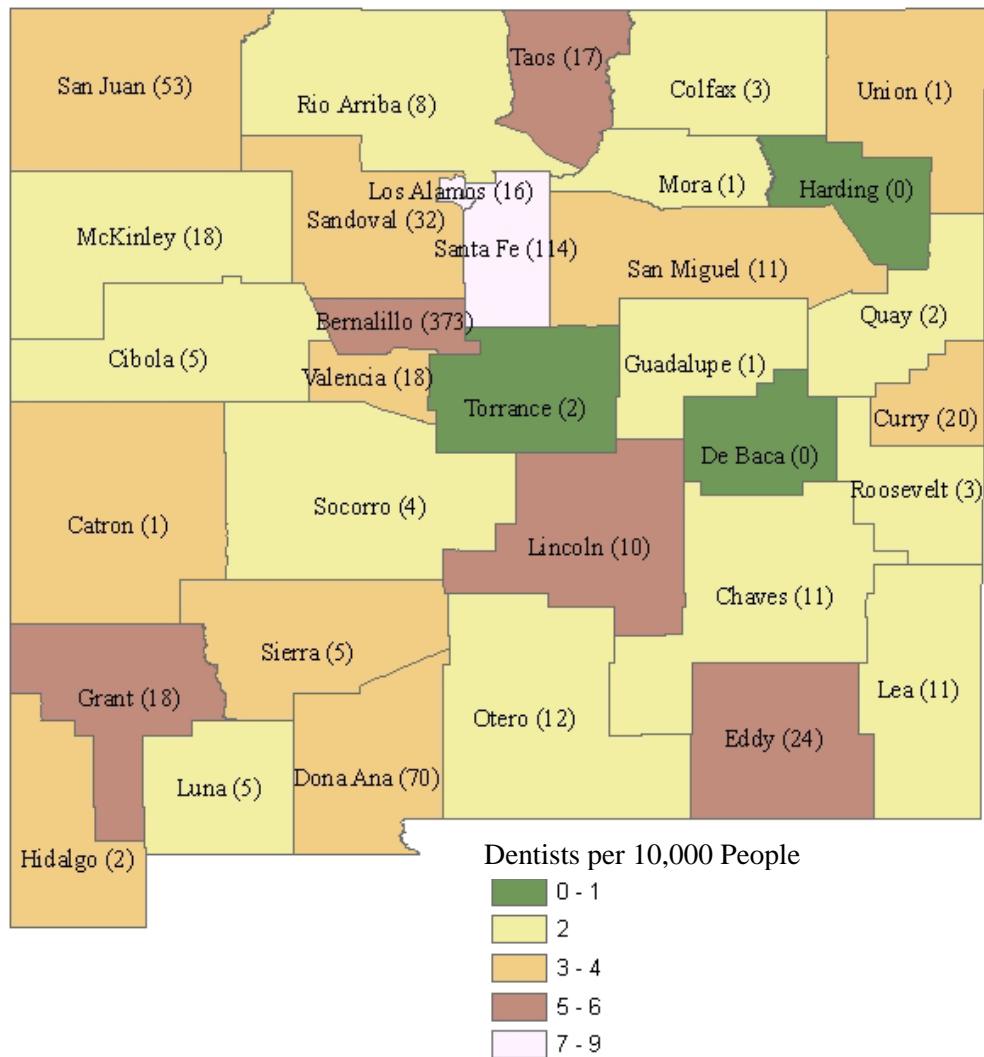 Taos (17)
San Juan (53)
Colfax (3)
Union (1)
Rio Arriba (8)
Los Alamos (16)
Mora (1)
Harding (0)
Sandoval (32)
McKinley (18)
Santa Fe (114)
San Miguel (11)
Bernalillo (373)
Quay (2)
Cibola (5)
Guadalupe (1)
Valencia (18)
Torrance (2)
Curry (20)
De Baca (0)
Roosevelt (3)
Socorro (4)
Catron (1)
Lincoln (10)
Chaves (11)
Sierra (5)
Grant (18)
Lea (11)
Otero (12)
Eddy (24)
Luna (5)
Dona Ana (70)
Hidalgo (2)
Dentists per 10,000 People
0 - 1
2
3 - 4
5 - 6
7 - 9